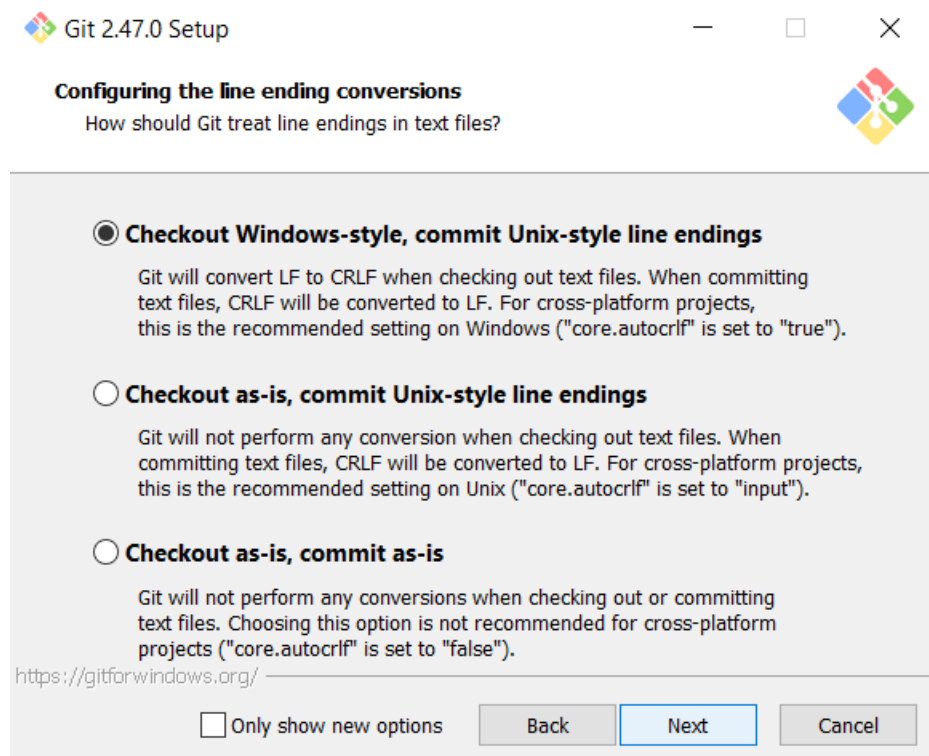 Git 2.47.0 Setup
Configuring the line ending conversions
How should Git treat line endings in text files?
Checkout Windows-style, commit Unix-style line endings
Git will convert LF to CRLF when checking out text files. When committing
text files, CRLF will be converted to LF. For cross-platform projects,
this is the recommended setting on Windows ("core.autocrlf" is set to "true").
Checkout as-is, commit Unix-style line endings
Git will not perform any conversion when checking out text files. When
committing text files, CRLF will be converted to LF. For cross-platform projects,
this is the recommended setting on Unix ("core.autocrlf" is set to "input").
Checkout as-is, commit as-is
Git will not perform any conversions when checking out or committing
text files. Choosing this option is not recommended for cross-platform
projects ("core.autocrlf" is set to "false").
https://gitforwindows.org/
Only show new options Back Next Cancel